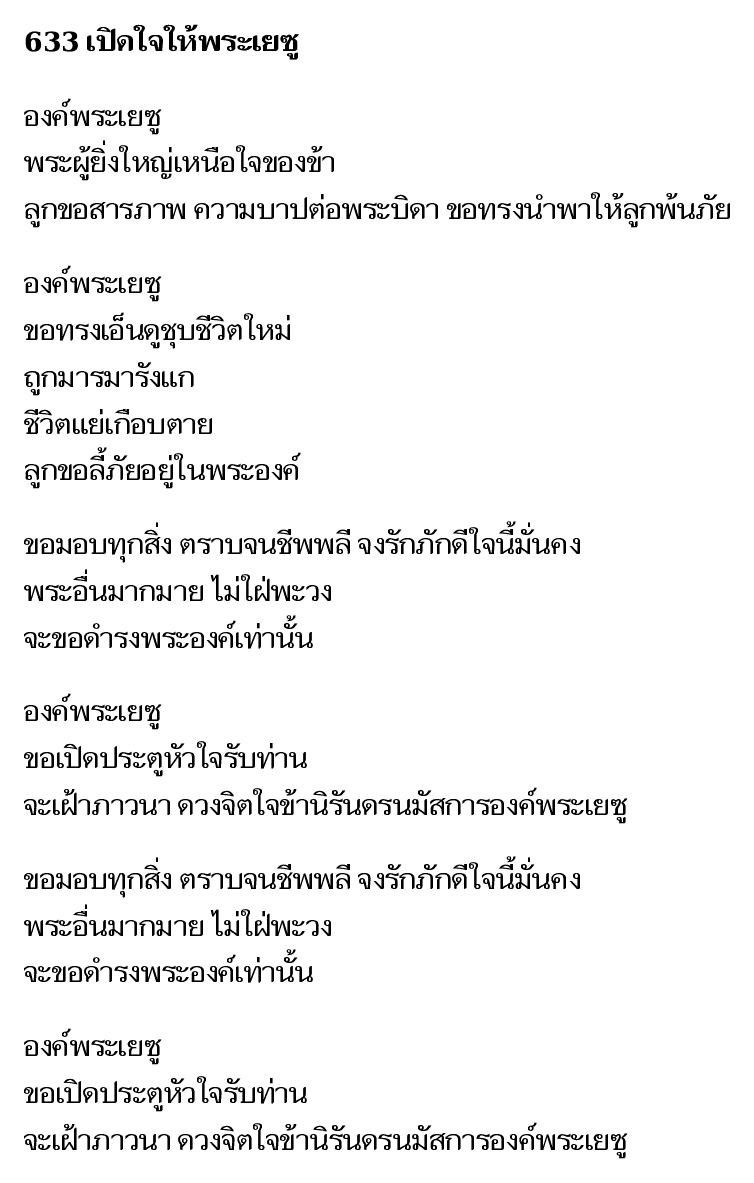 633 เปิดใจให้พระเยซู
องค์พระเยซู
พระผู้ยิ่งใหญ่เหนือใจของข้า
ลูกขอสารภาพ ความบาปต่อพระบิดา ขอทรงนำพาให้ลูกพ้นภัย
องค์พระเยซู
ขอทรงเอ็นดูชุบชีวิตใหม่
ถูกมารมารังแก
ชีวิตแย่เกือบตาย
ลูกขอลี้ภัยอยู่ในพระองค์
ขอมอบทุกสิ่ง ตราบจนชีพพลี จงรักภักดีใจนี้มั่นคง
พระอื่นมากมาย ไม่ใฝ่พะวง
จะขอดำรงพระองค์เท่านั้น
องค์พระเยซู
ขอเปิดประตูหัวใจรับท่าน
จะเฝ้าภาวนา ดวงจิตใจข้านิรันดรนมัสการองค์พระเยซู
ขอมอบทุกสิ่ง ตราบจนชีพพลี จงรักภักดีใจนี้มั่นคง
พระอื่นมากมาย ไม่ใฝ่พะวง
จะขอดำรงพระองค์เท่านั้น
องค์พระเยซู
ขอเปิดประตูหัวใจรับท่าน
จะเฝ้าภาวนา ดวงจิตใจข้านิรันดรนมัสการองค์พระเยซู